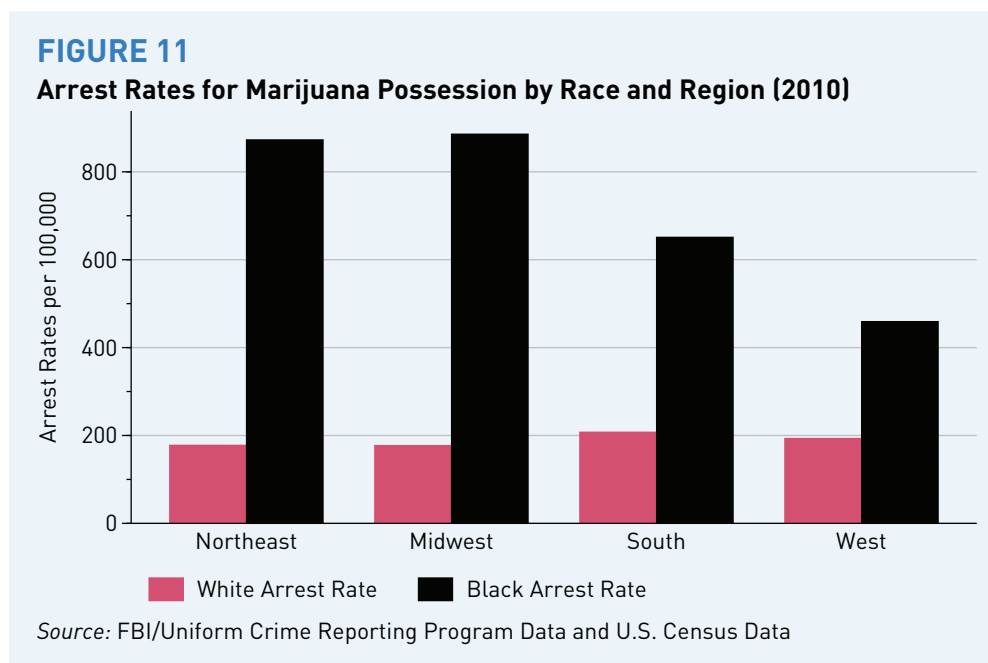 FIGURE 11
Arrest Rates for Marijuana Possession by Race and Region (2010)
Arrest Rates per 100,000
800
600
400
200
0
Northeast Midwest South West
White Arrest Rate Black Arrest Rate
Source: FBI/Uniform Crime Reporting Program Data and U.S. Census Data